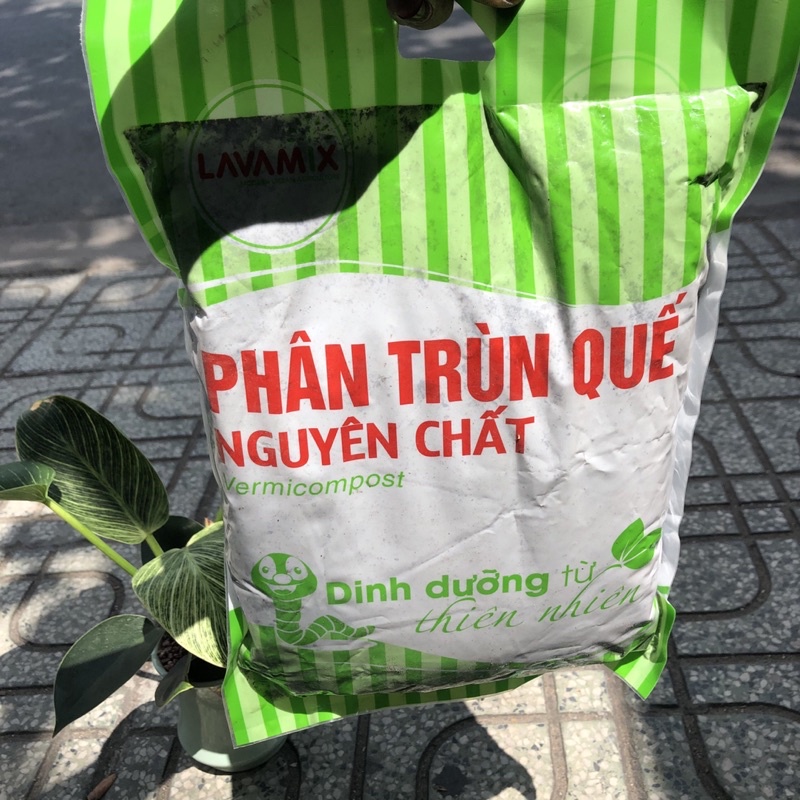 LAVAMIX
PHÂN TRÙN QUẾ
NGUYÊN CHẤT
Vermicompost
Dinh dưỡng từ
thiên nhiên